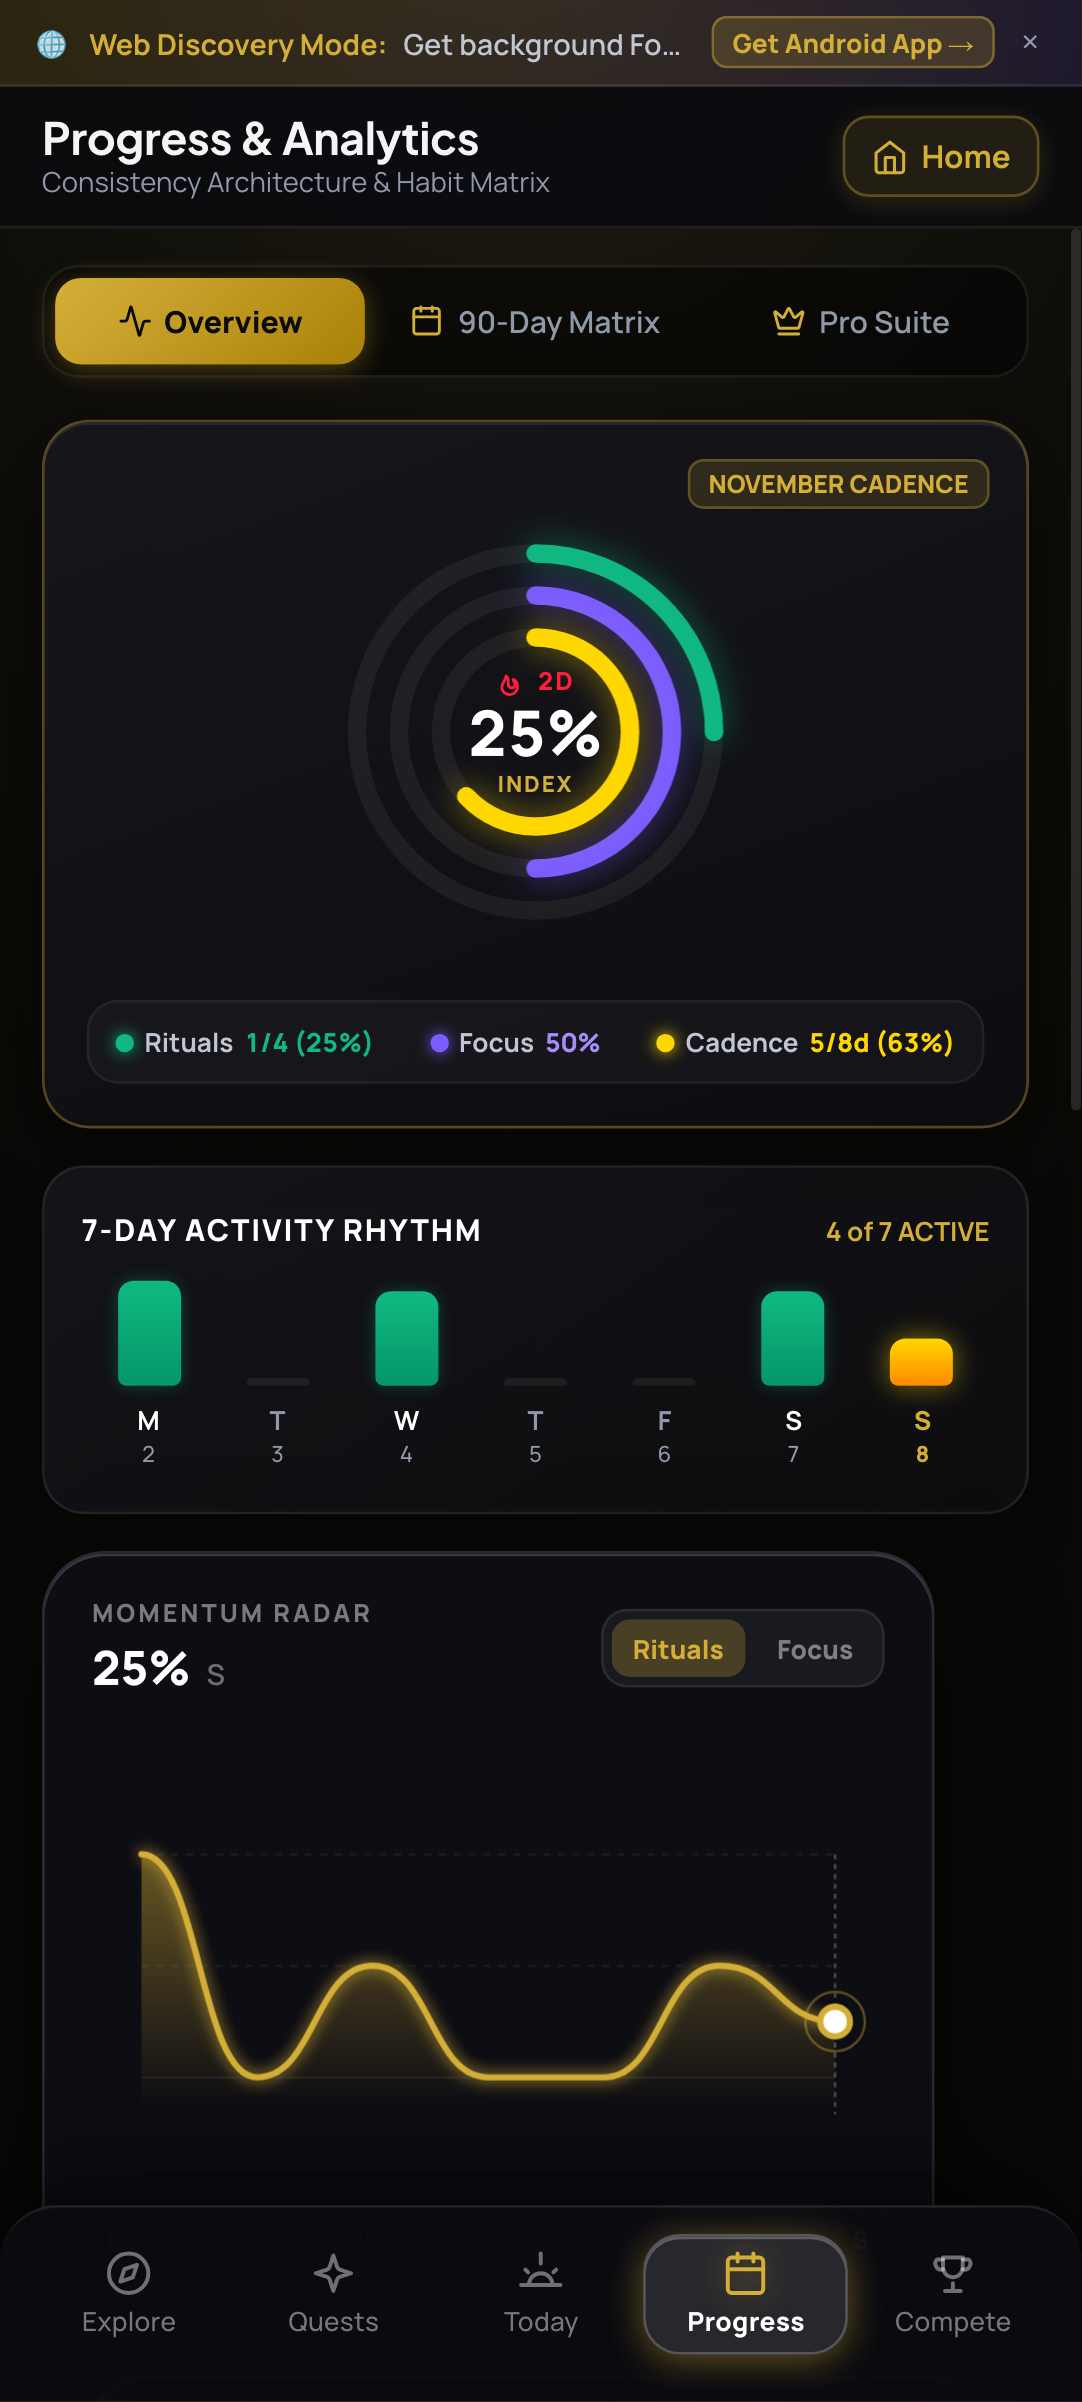 Web Discovery Mode: Get background Fo... Get Android App → ×
Progress & Analytics
Consistency Architecture & Habit Matrix
Home
Overview 90-Day Matrix Pro Suite
NOVEMBER CADENCE
2D
25%
INDEX
Rituals 1/4 (25%) Focus 50% Cadence 5/8d (63%)
7-DAY ACTIVITY RHYTHM 4 of 7 ACTIVE
M T W T F S S
2 3 4 5 6 7 8
MOMENTUM RADAR
25% S
Rituals Focus
Explore Quests Today Progress Compete